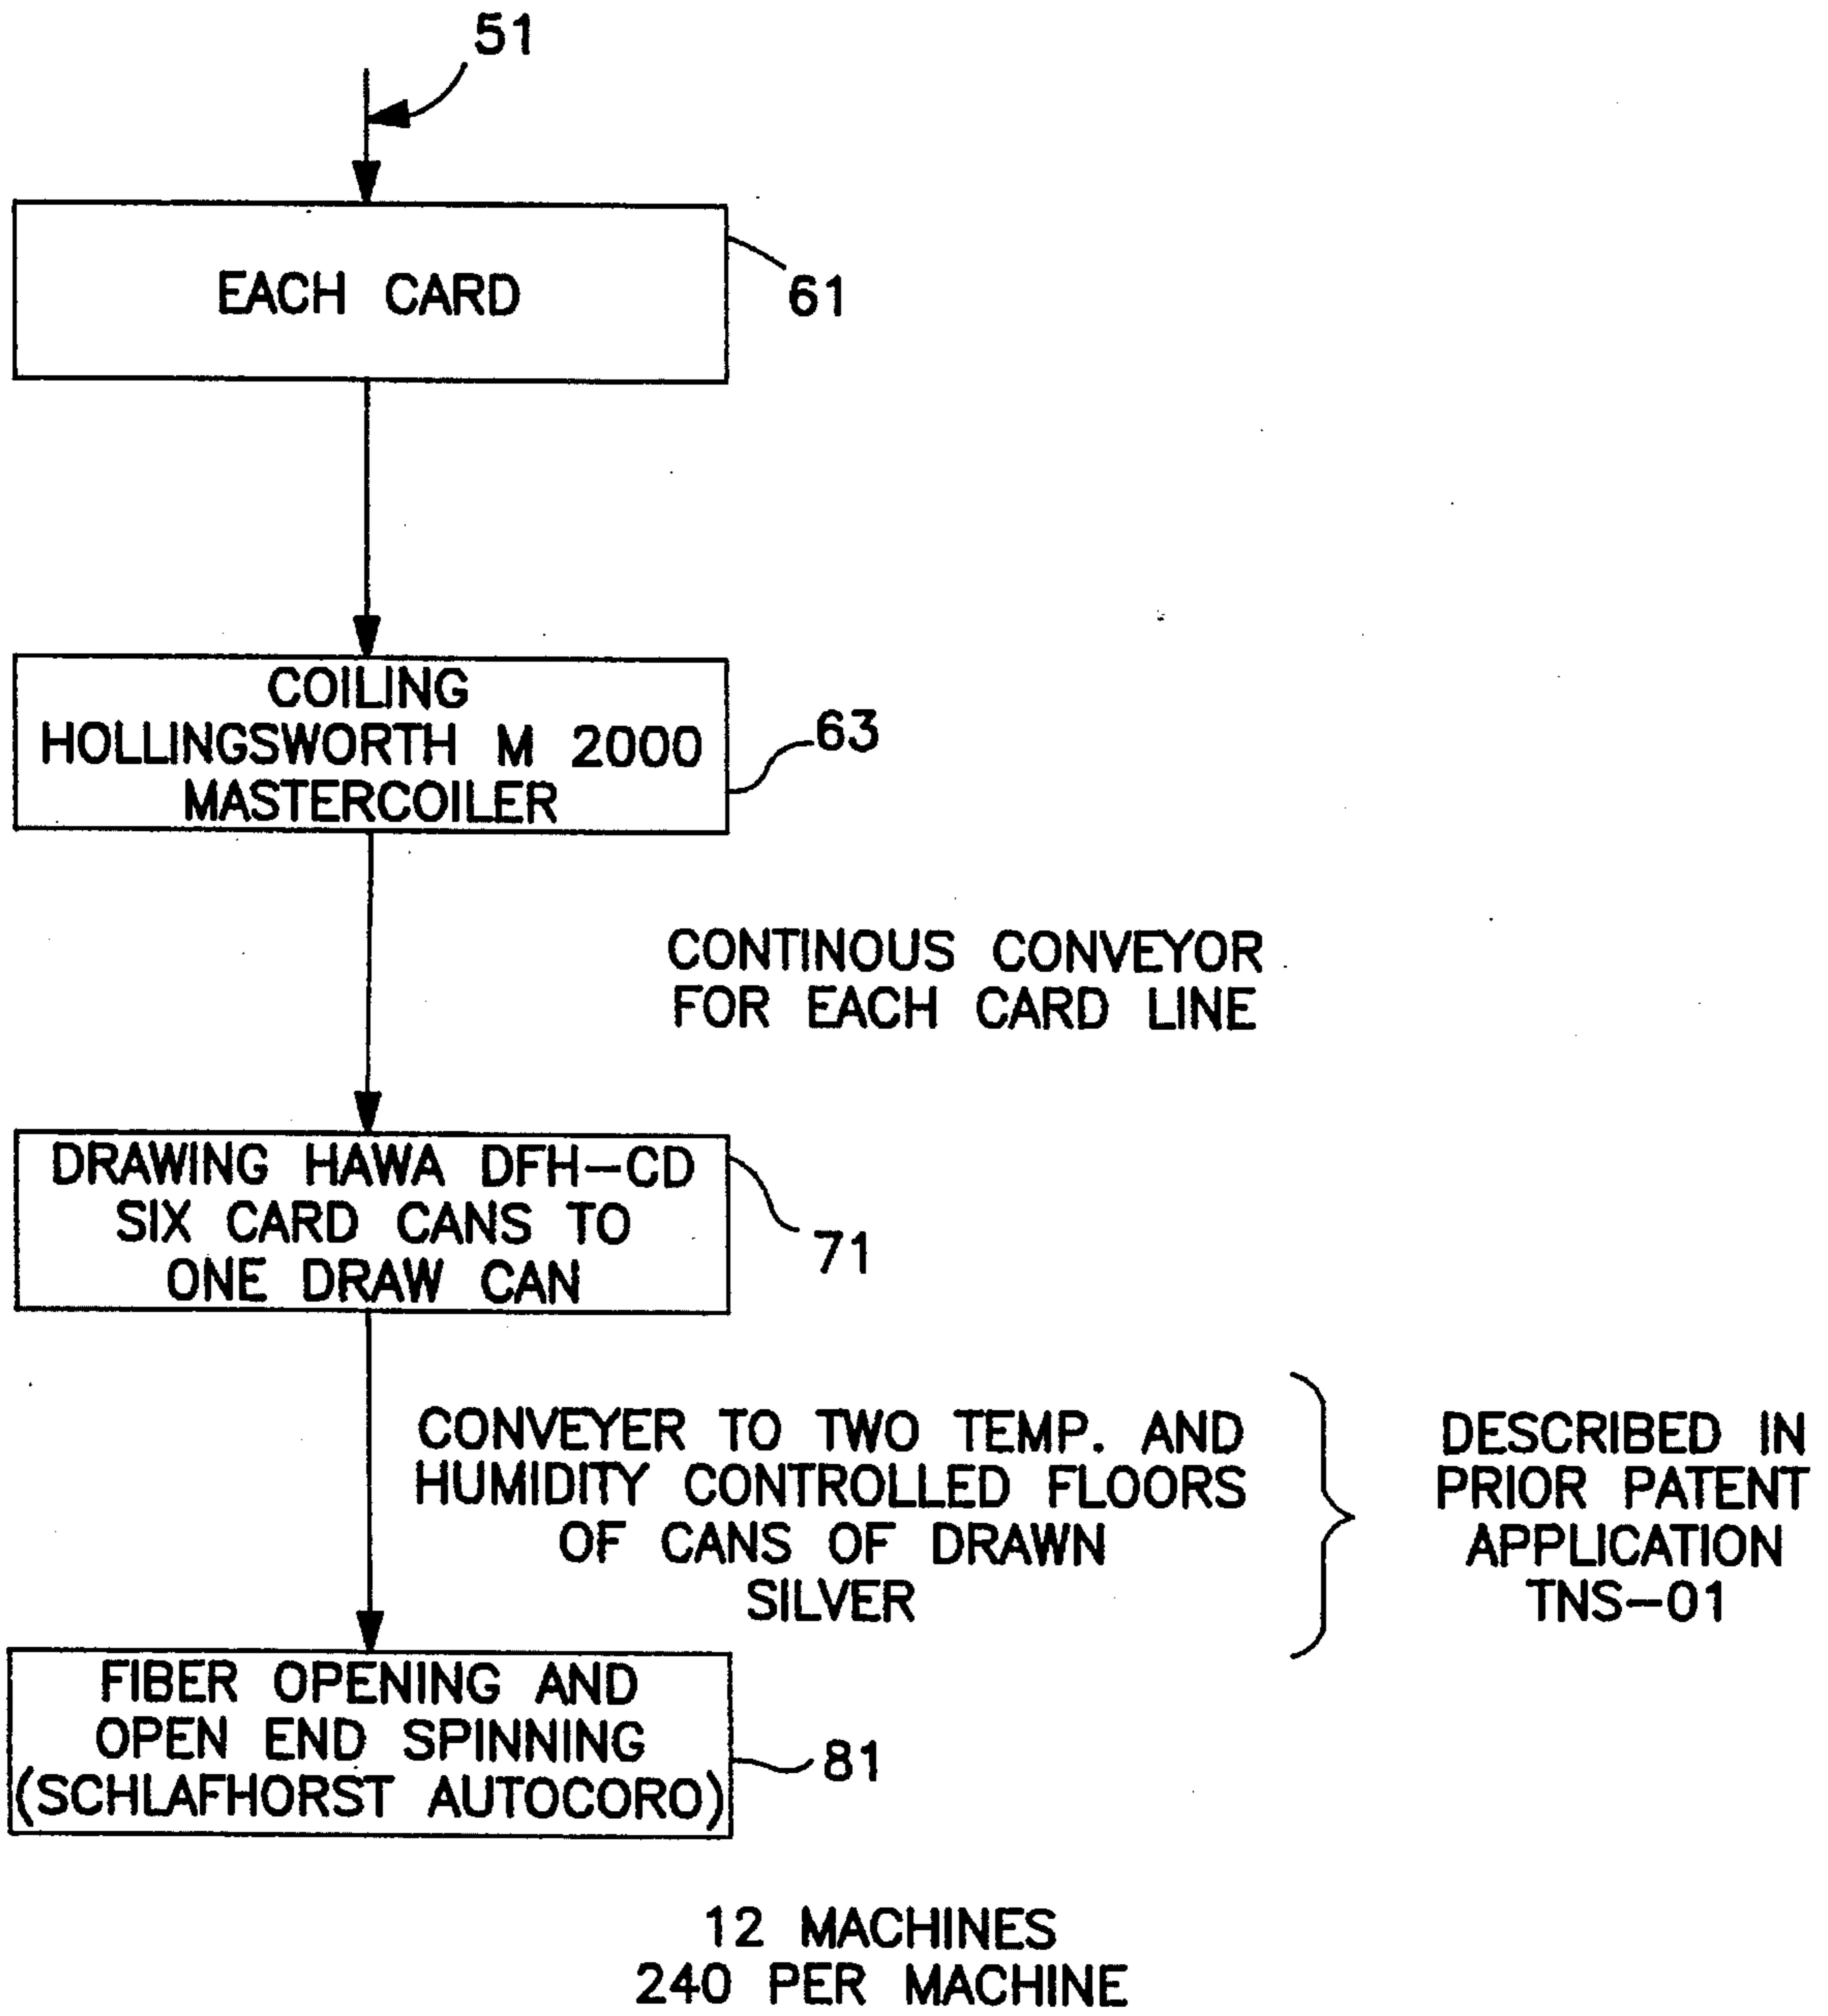 51
EACH CARD
61
COILING
HOLLINGSWORTH M 2000
MASTERCOILER
63
CONTINOUS CONVEYOR
FOR EACH CARD LINE
DRAWING HAWA DFH-CD
SIX CARD CANS TO
ONE DRAW CAN
71
CONVEYER TO TWO TEMP. AND
HUMIDITY CONTROLLED FLOORS
OF CANS OF DRAWN
SILVER
DESCRIBED IN
PRIOR PATENT
APPLICATION
TNS-01
FIBER OPENING AND
OPEN END SPINNING
(SCHLAFHORST AUTOCORO)
81
12 MACHINES
240 PER MACHINE